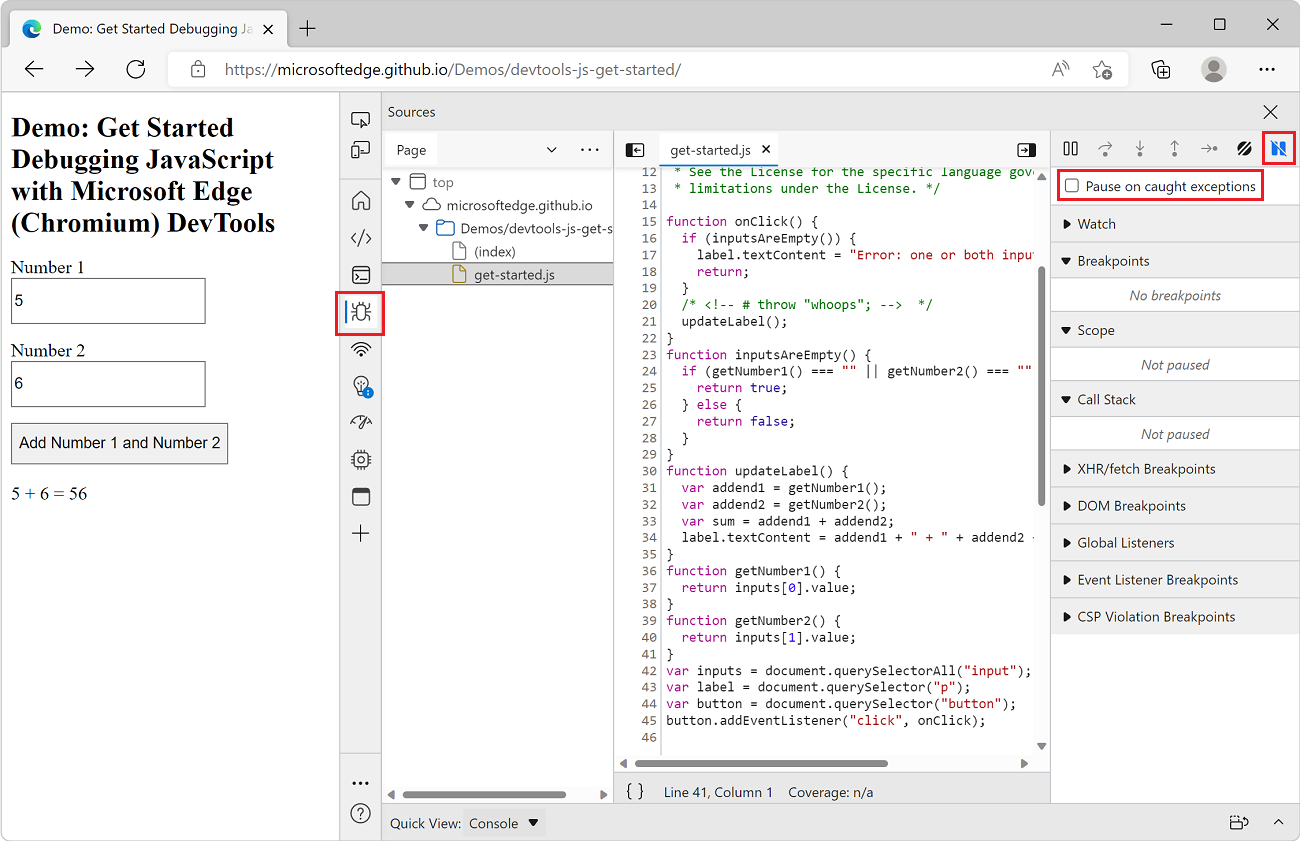 Demo: Get Started Debugging Ja
https://microsoftedge.github.io/Demos/devtools-js-get-started/
Demo: Get Started
Debugging JavaScript
with Microsoft Edge
(Chromium) DevTools
Number 1
5
Number 2
6
Add Number 1 and Number 2
5 + 6 = 56
Sources
Page
top
microsoftedge.github.io
Demos/devtools-js-get-s
(index)
get-started.js
get-started.js
12 * See the License for the specific language gov
13 * limitations under the License. */
14
15 function onClick() {
16 if (inputsAreEmpty()) {
17 label.textContent = "Error: one or both inpu
18 return;
19 }
20 /* <!-- # throw "whoops"; --> */
21 updateLabel();
22 }
23 function inputsAreEmpty() {
24 if (getNumber1() === "" || getNumber2() === ""
25 return true;
26 } else {
27 return false;
28 }
29 }
30 function updateLabel() {
31 var addend1 = getNumber1();
32 var addend2 = getNumber2();
33 var sum = addend1 + addend2;
34 label.textContent = addend1 + " + " + addend2
35 }
36 function getNumber1() {
37 return inputs[0].value;
38 }
39 function getNumber2() {
40 return inputs[1].value;
41 }
42 var inputs = document.querySelectorAll("input");
43 var label = document.querySelector("p");
44 var button = document.querySelector("button");
45 button.addEventListener("click", onClick);
46
{ } Line 41, Column 1 Coverage: n/a
Pause on caught exceptions
Watch
Breakpoints
No breakpoints
Scope
Not paused
Call Stack
Not paused
XHR/fetch Breakpoints
DOM Breakpoints
Global Listeners
Event Listener Breakpoints
CSP Violation Breakpoints
Quick View: Console